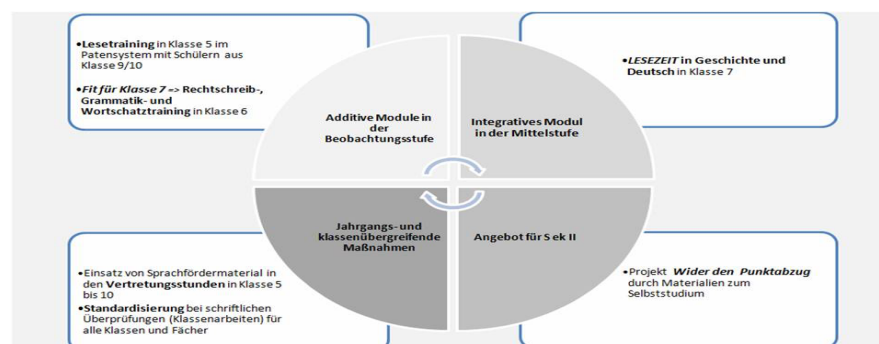 •Lesetraining in Klasse 5 im
Patensystem mit Schülern aus
Klasse 9/10
•Fit für Klasse 7 => Rechtschreib-,
Grammatik- und
Wortschatztraining in Klasse 6
•LESEZEIT in Geschichte und
Deutsch in Klasse 7
Additive Module in
der
Beobachtungsstufe
Integratives Modul
in der Mittelstufe
Jahrgangs- und
klassenübergreifende
Maßnahmen
Angebot für S ek II
•Einsatz von Sprachfördermaterial in
den Vertretungsstunden in Klasse 5
bis 10
•Standardisierung bei schriftlichen
Überprüfungen (Klassenarbeiten) für
alle Klassen und Fächer
•Projekt Wider den Punktabzug
durch Materialien zum
Selbststudium